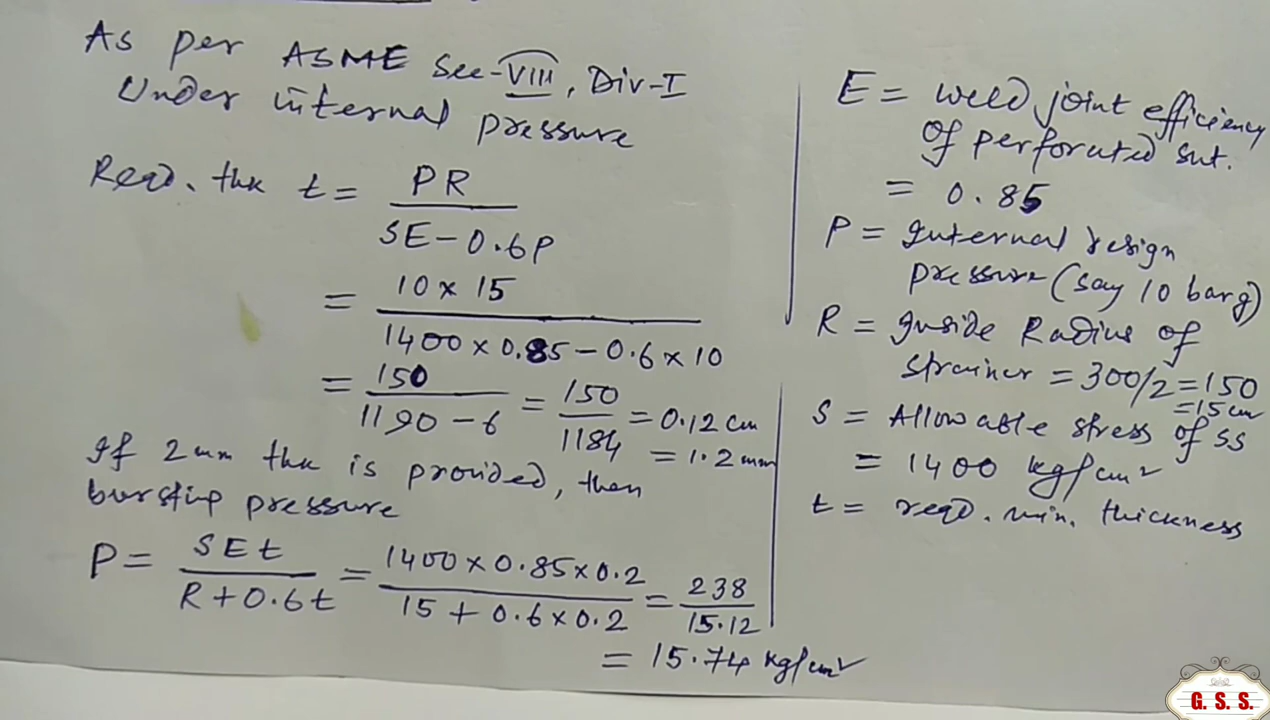 As per ASME Sec-VIII, Div-I
Under internal pressure
Reqd. thk t = PR / SE-0.6P
= 10 x 15 / 1400 x 0.85 - 0.6 x 10
= 150 / 1190 - 6 = 150 / 1184 = 0.12 cm
= 1.2 mm
If 2 mm thk is provided, then
bursting pressure
P = SEt / R+0.6t = 1400 x 0.85 x 0.2 / 15 + 0.6 x 0.2 = 238 / 15.12
= 15.74 kg/cm²
E = weld joint efficiency
of perforated sht.
= 0.85
P = Internal design
pressure (say 10 barg)
R = Inside Radius of
strainer = 300/2 = 150
= 15 cm
S = Allowable stress of SS
= 1400 kgf/cm²
t = reqd. min. thickness
G. S. S.